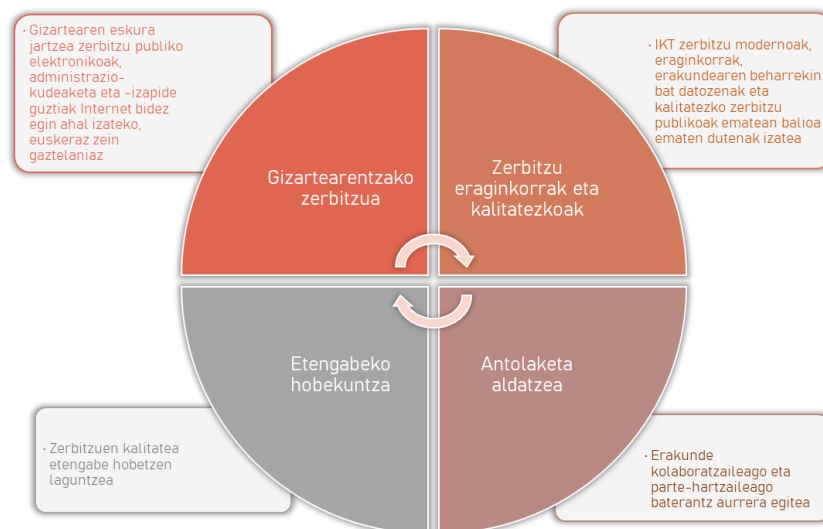 · Gizartearen eskura
jartzea zerbitzu publiko
elektronikoak,
administrazio-
kudeaketa eta -izapide
guztiak Internet bidez
egin ahal izateko,
euskeraz zein
gaztelaniaz
· IKT zerbitzu modernoak,
eraginkorrak,
erakundearen beharrekin
bat datozenak eta
kalitatezko zerbitzu
publikoak ematean balioa
ematen dutenak izatea
Gizartearentzako
zerbitzua
Zerbitzu
eraginkorrak eta
kalitatezkoak
Etengabeko
hobekuntza
Antolaketa
aldatzea
· Zerbitzuen kalitatea
etengabe hobetzen
laguntzea
· Erakunde
kolaboratzaileago eta
parte-hartzaileago
baterantz aurrera egitea